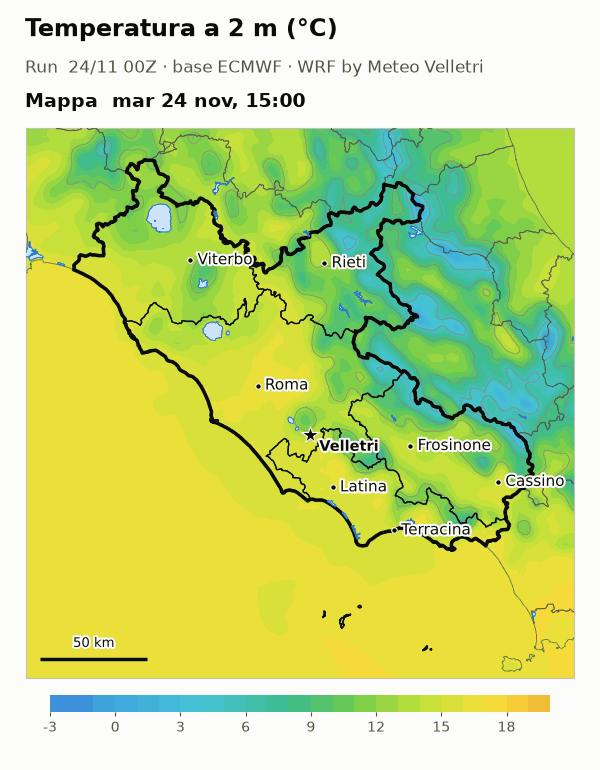 Temperatura a 2 m (°C)
Run  24/11 00Z · base ECMWF · WRF by Meteo Velletri
Mappa  mar 24 nov, 15:00
Viterbo
Rieti
Roma
Velletri
Frosinone
Latina
Cassino
Terracina
50 km
-3 0 3 6 9 12 15 18